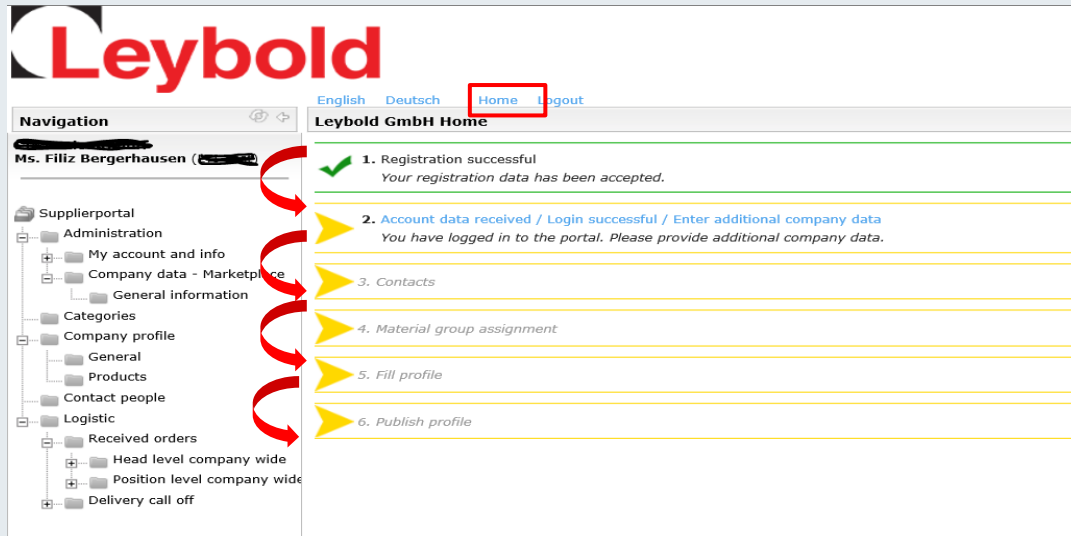 Leybold
English Deutsch Home Logout
Navigation
Leybold GmbH Home
Ms. Filiz Bergerhausen (
1. Registration successful
Your registration data has been accepted.
2. Account data received / Login successful / Enter additional company data
You have logged in to the portal. Please provide additional company data.
3. Contacts
4. Material group assignment
5. Fill profile
6. Publish profile
Supplierportal
Administration
My account and info
Company data - Marketplace
General information
Categories
Company profile
General
Products
Contact people
Logistic
Received orders
Head level company wide
Position level company wide
Delivery call off